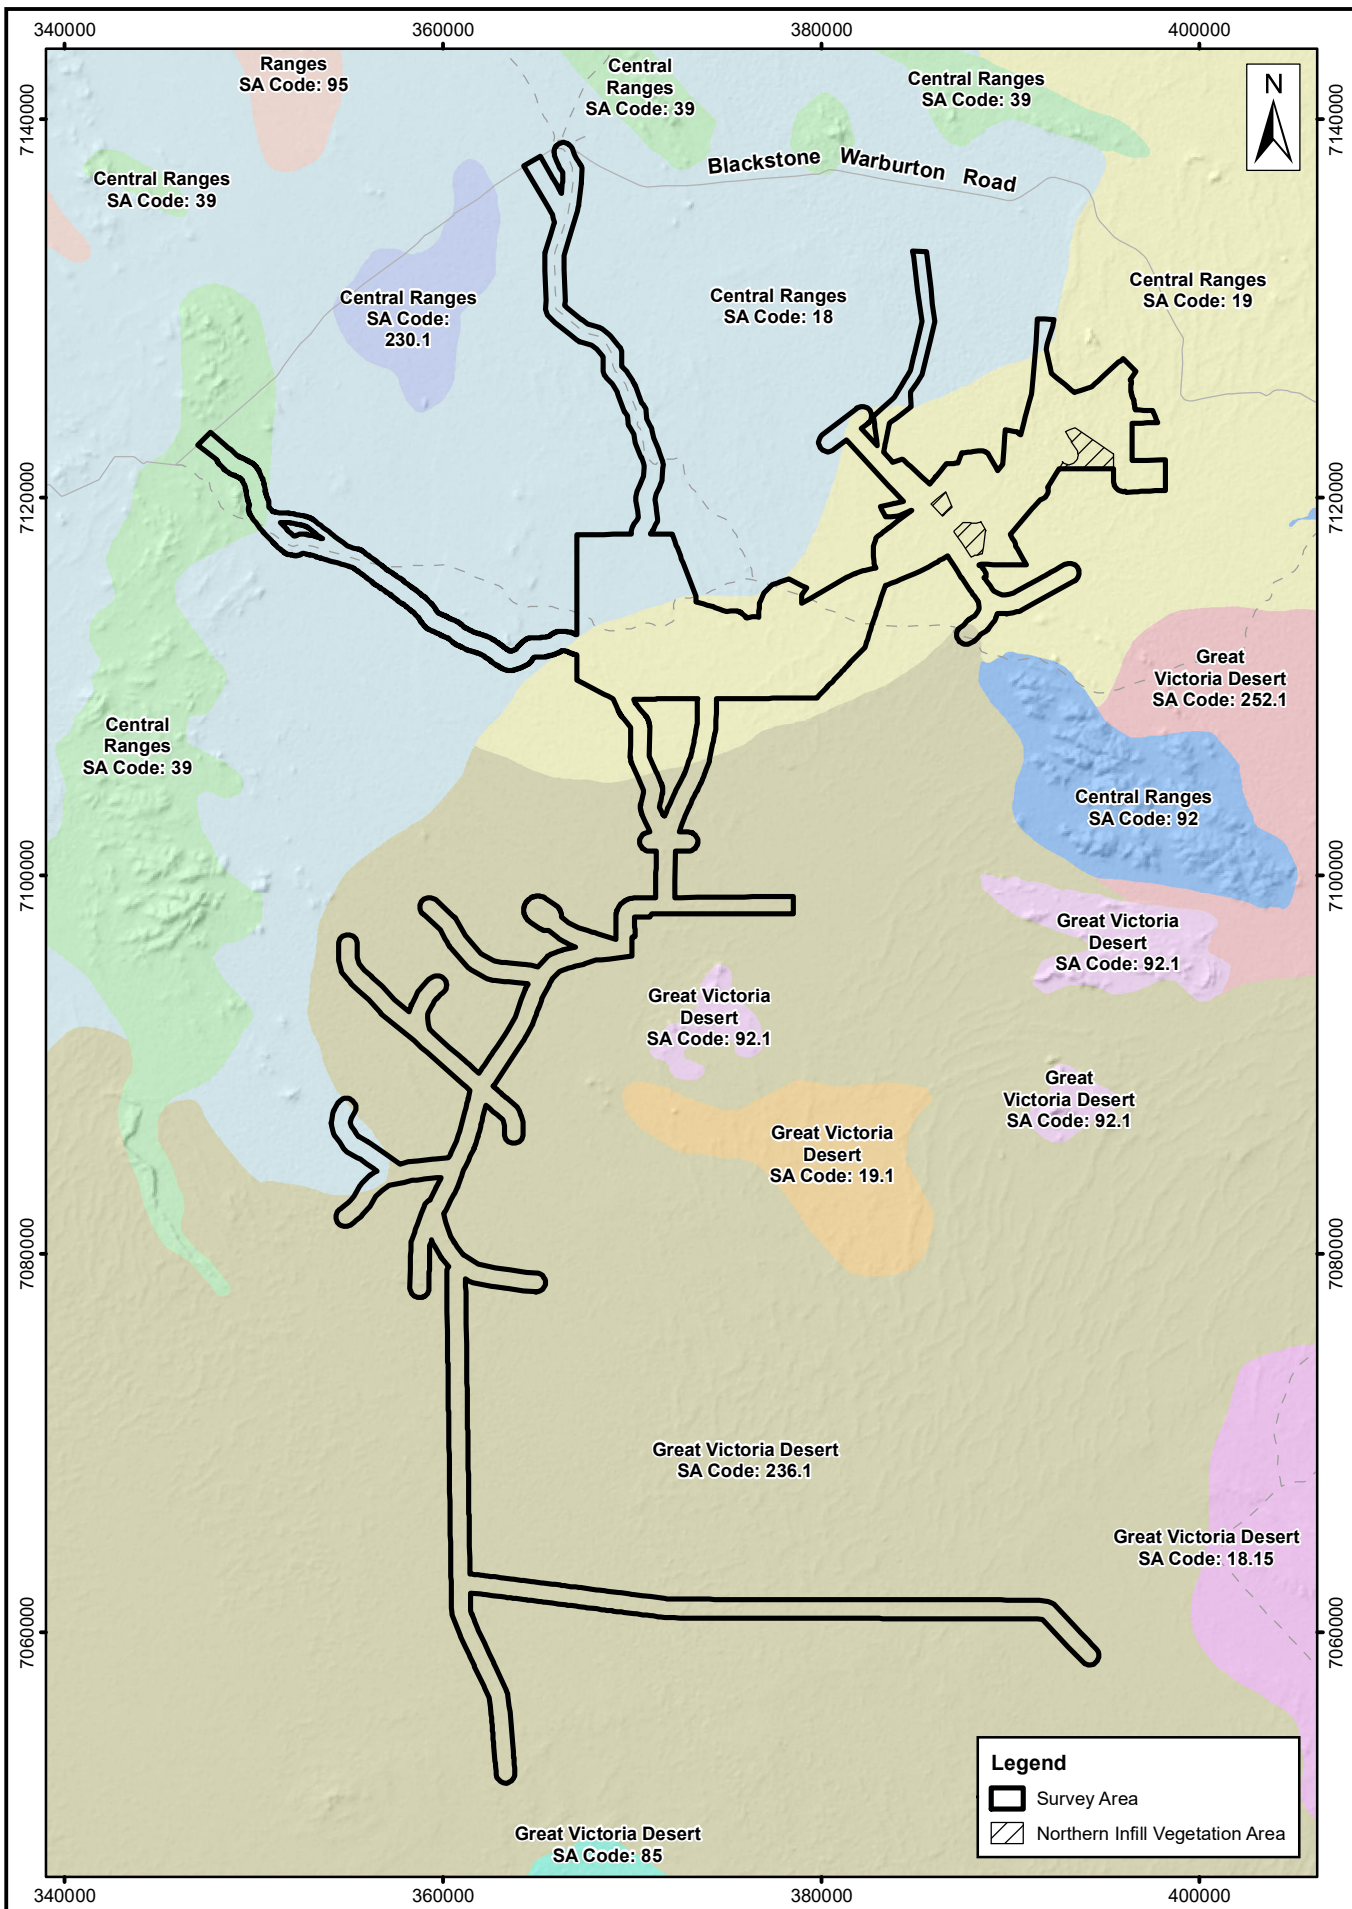 340000
360000
380000
400000
7140000
7120000
7100000
7080000
7060000
Ranges
SA Code: 95
Central
Ranges
SA Code: 39
Central Ranges
SA Code: 39
N
7140000
7120000
7100000
7080000
7060000
Blackstone Warburton Road
Central Ranges
SA Code: 39
Central Ranges
SA Code:
230.1
Central Ranges
SA Code: 18
Central Ranges
SA Code: 19
Great
Victoria Desert
SA Code: 252.1
Central
Ranges
SA Code: 39
Central Ranges
SA Code: 92
Great Victoria
Desert
SA Code: 92.1
Great Victoria
Desert
SA Code: 92.1
Great
Victoria Desert
SA Code: 92.1
Great Victoria
Desert
SA Code: 19.1
Great Victoria Desert
SA Code: 236.1
Great Victoria Desert
SA Code: 18.15
Great Victoria Desert
SA Code: 85
Legend
Survey Area
Northern Infill Vegetation Area
340000
360000
380000
400000